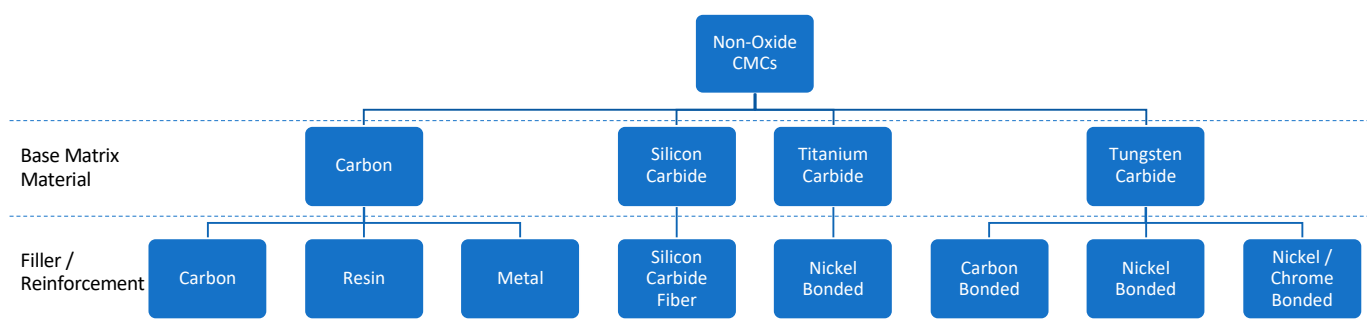 Non-Oxide
CMCs
Base Matrix
Material
Carbon
Silicon
Carbide
Titanium
Carbide
Tungsten
Carbide
Filler /
Reinforcement
Carbon
Resin
Metal
Silicon
Carbide
Fiber
Nickel
Bonded
Carbon
Bonded
Nickel
Bonded
Nickel /
Chrome
Bonded